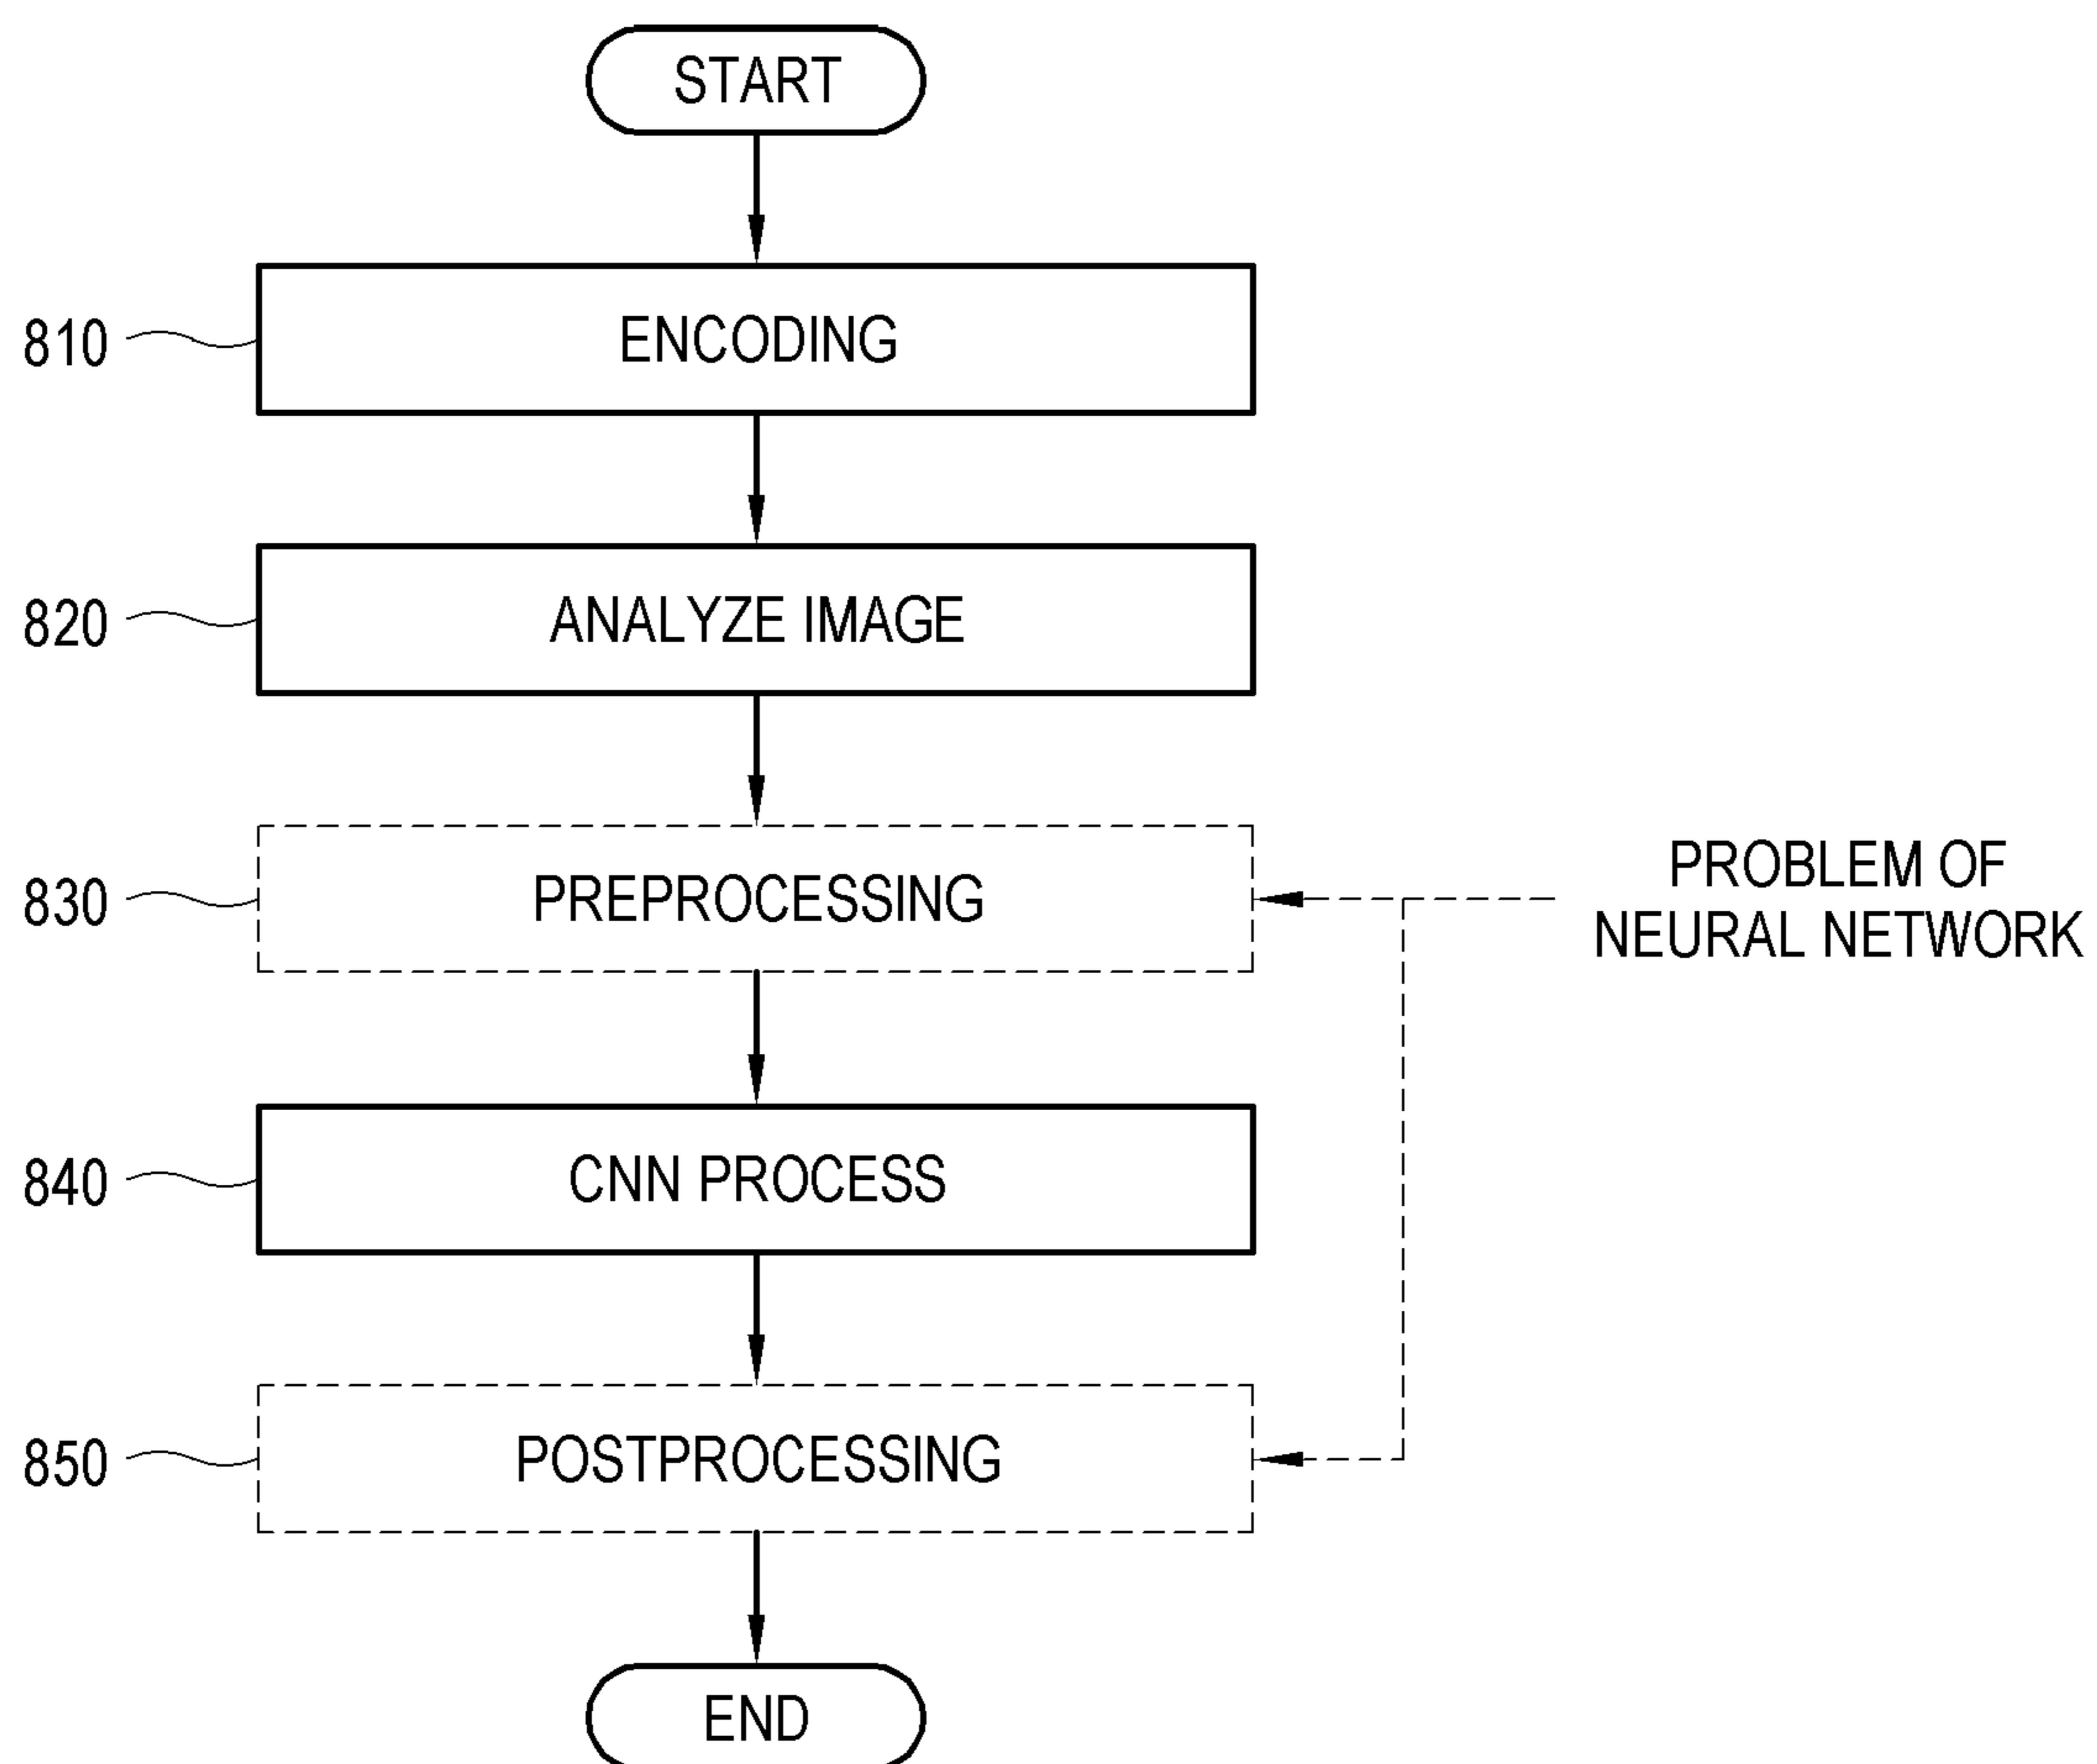 START
810
ENCODING
820
ANALYZE IMAGE
830
PREPROCESSING
PROBLEM OF
NEURAL NETWORK
840
CNN PROCESS
850
POSTPROCESSING
END